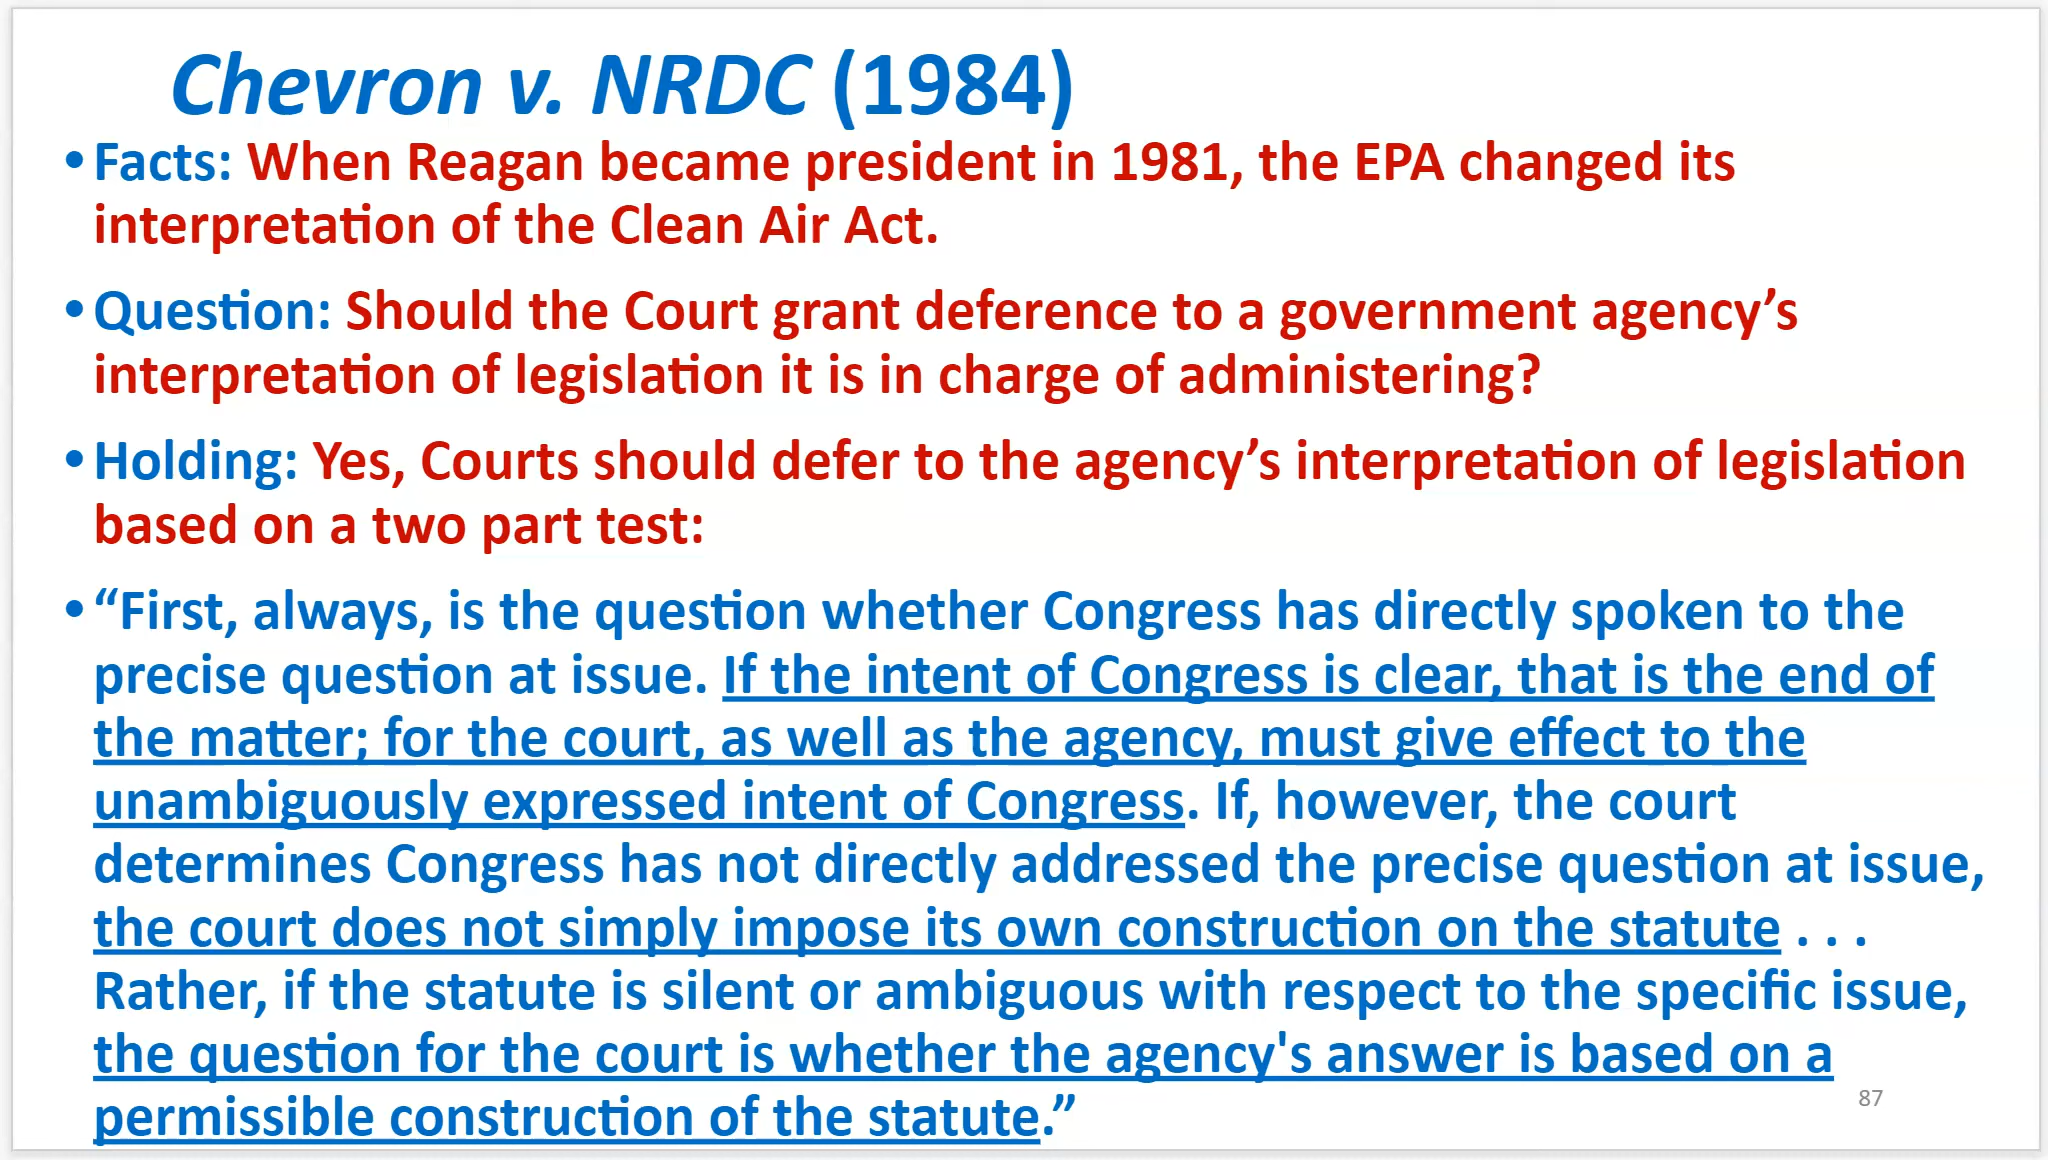 Chevron v. NRDC (1984)
• Facts: When Reagan became president in 1981, the EPA changed its
interpretation of the Clean Air Act.
• Question: Should the Court grant deference to a government agency’s
interpretation of legislation it is in charge of administering?
• Holding: Yes, Courts should defer to the agency’s interpretation of legislation
based on a two part test:
• “First, always, is the question whether Congress has directly spoken to the
precise question at issue. If the intent of Congress is clear, that is the end of
the matter; for the court, as well as the agency, must give effect to the
unambiguously expressed intent of Congress. If, however, the court
determines Congress has not directly addressed the precise question at issue,
the court does not simply impose its own construction on the statute . . .
Rather, if the statute is silent or ambiguous with respect to the specific issue,
the question for the court is whether the agency's answer is based on a
permissible construction of the statute.”
87